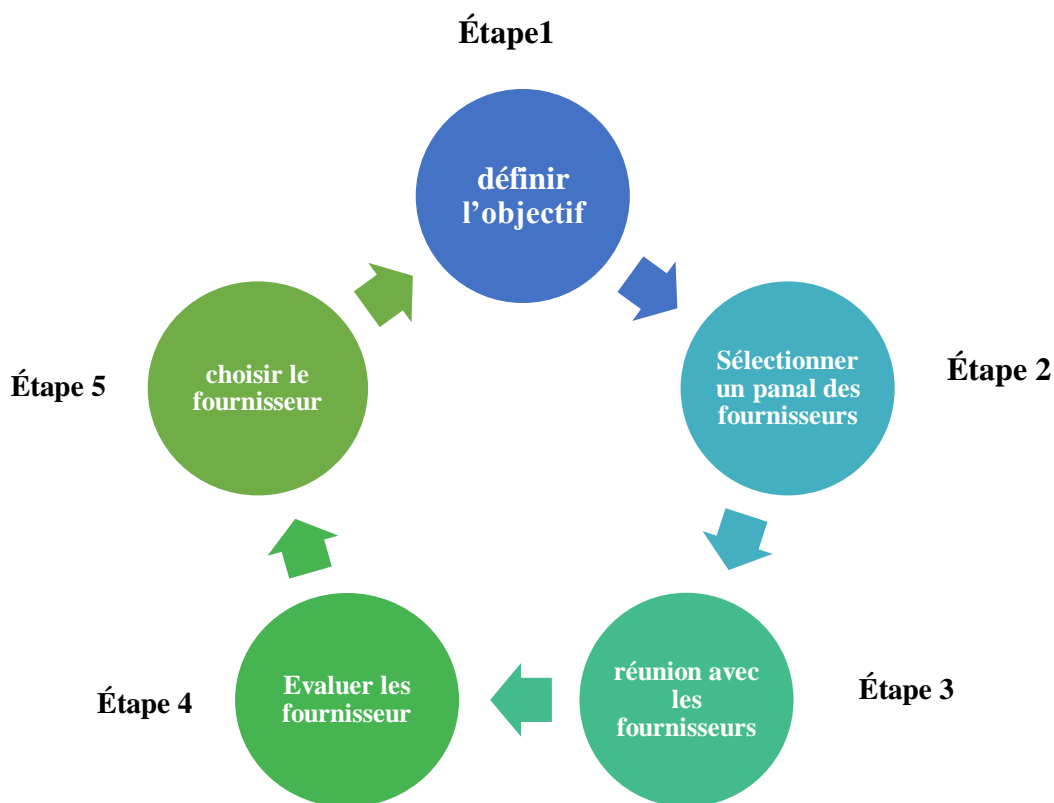 Étape1
définir
l’objectif
Sélectionner
un panal des
fournisseurs
Étape 2
réunion avec
les
fournisseurs
Étape 3
Evaluer les
fournisseur
Étape 4
choisir le
fournisseur
Étape 5